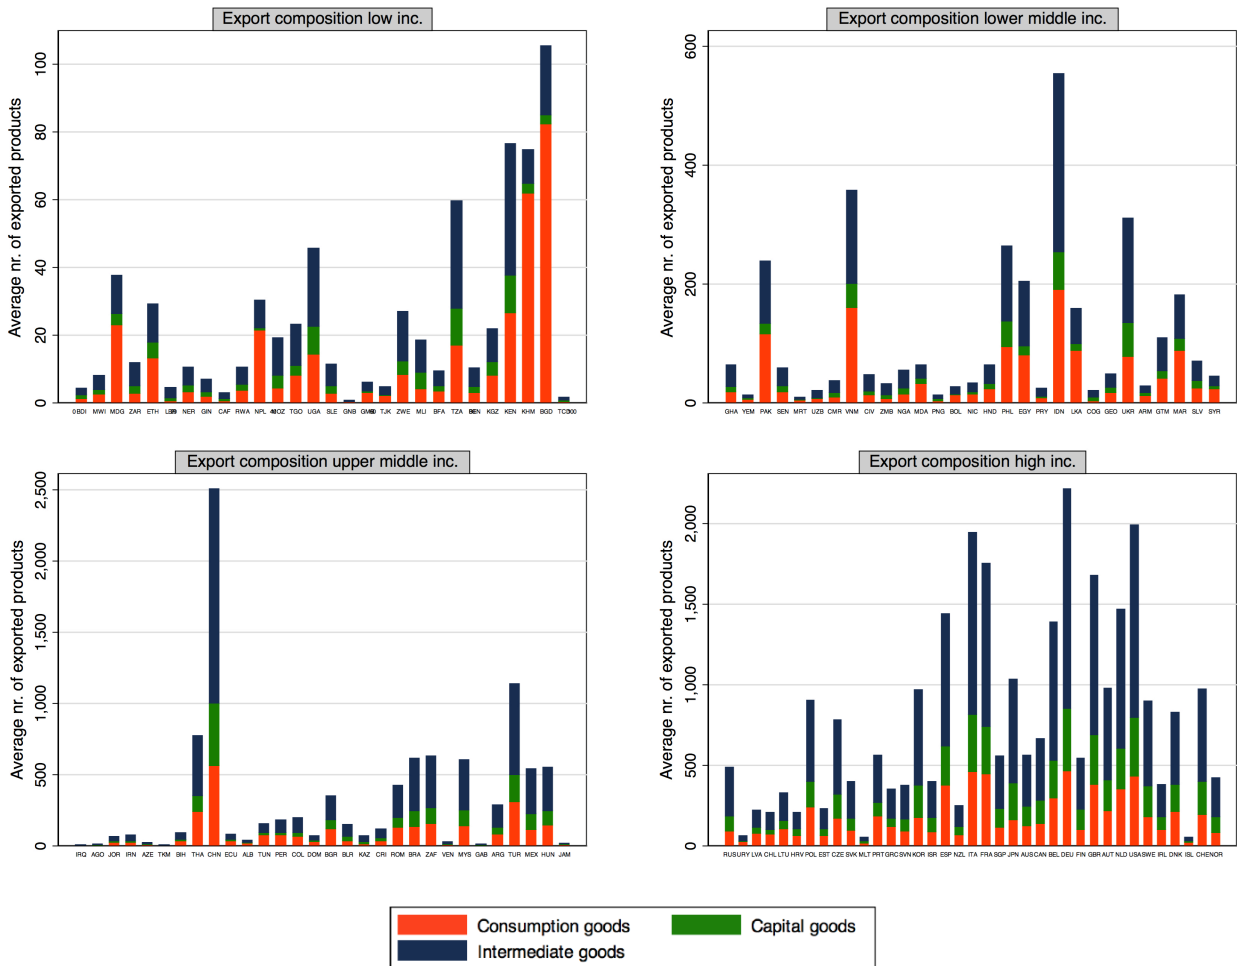 Export composition low inc.
Average nr. of exported products
100
80
60
40
20
0
BDI MWI MDG ZAR ETH NER GIN CAF RWA NPL MOZ TGO UGA SLE GNB TJK ZWE MLI BFA TZA KGZ KEN KHM BGD
Export composition lower middle inc.
Average nr. of exported products
600
400
200
0
GHA YEM PAK SEN MRT UZB CMR VNM CIV ZMB NGA MDA PNG BOL NIC HND PHL EGY PRY IDN LKA COG GEO UKR ARM GTM MAR SLV SYR
Export composition upper middle inc.
Average nr. of exported products
2,500
2,000
1,500
1,000
500
0
IRQ AGO JOR IRN AZE TKM BIH THA CHN ECU ALB TUN PER COL DOM BGR BLR KAZ CRI ROM BRA ZAF VEN MYS GAB ARG TUR MEX HUN JAM
Export composition high inc.
Average nr. of exported products
2,000
1,500
1,000
500
0
RUS URY LVA CHL LTU HRV POL EST CZE SVK MLT PRT GRC SVN KOR ISR ESP NZL ITA FRA SGP JPN AUS CAN BEL DEU FIN GBR AUT NLD USA SWE IRL DNK ISL CHE NOR
Consumption goods
Capital goods
Intermediate goods